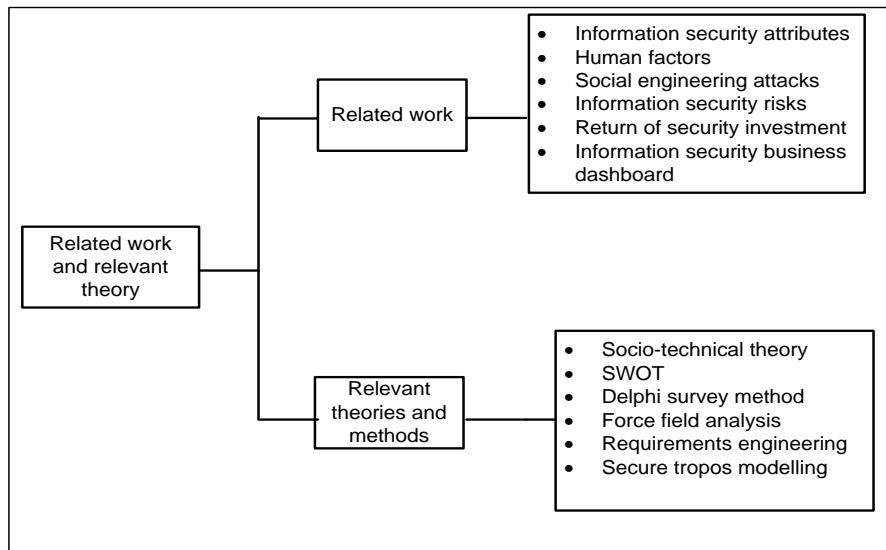 Related work
and relevant
theory
Related work
• Information security attributes
• Human factors
• Social engineering attacks
• Information security risks
• Return of security investment
• Information security business
dashboard
Relevant
theories and
methods
• Socio-technical theory
• SWOT
• Delphi survey method
• Force field analysis
• Requirements engineering
• Secure tropos modelling